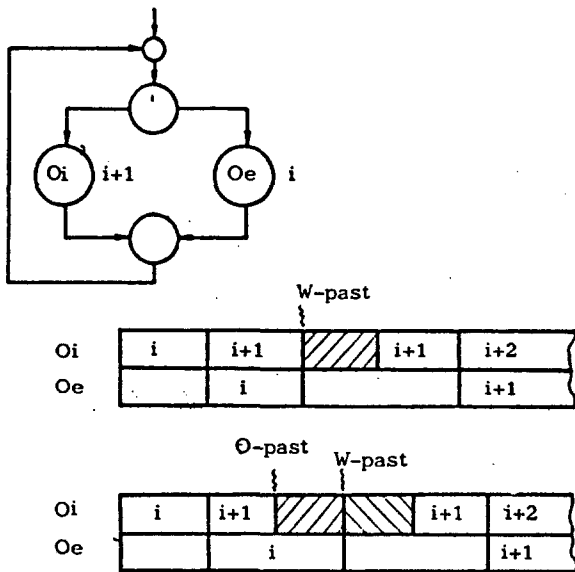 Oi i+1 Oe i
W-past
Oi i i+1 i+1 i+2
Oe i i+1
O-past W-past
Oi i i+1 i+1 i+2
Oe i i+1